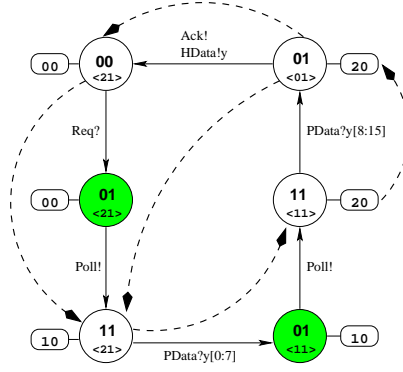 Ack!
HData!y
00
00
<21>
01
<01>
20
Req?
PData?y[8:15]
00
01
<21>
11
<11>
20
Poll!
Poll!
10
11
<21>
PData?y[0:7]
01
<11>
10